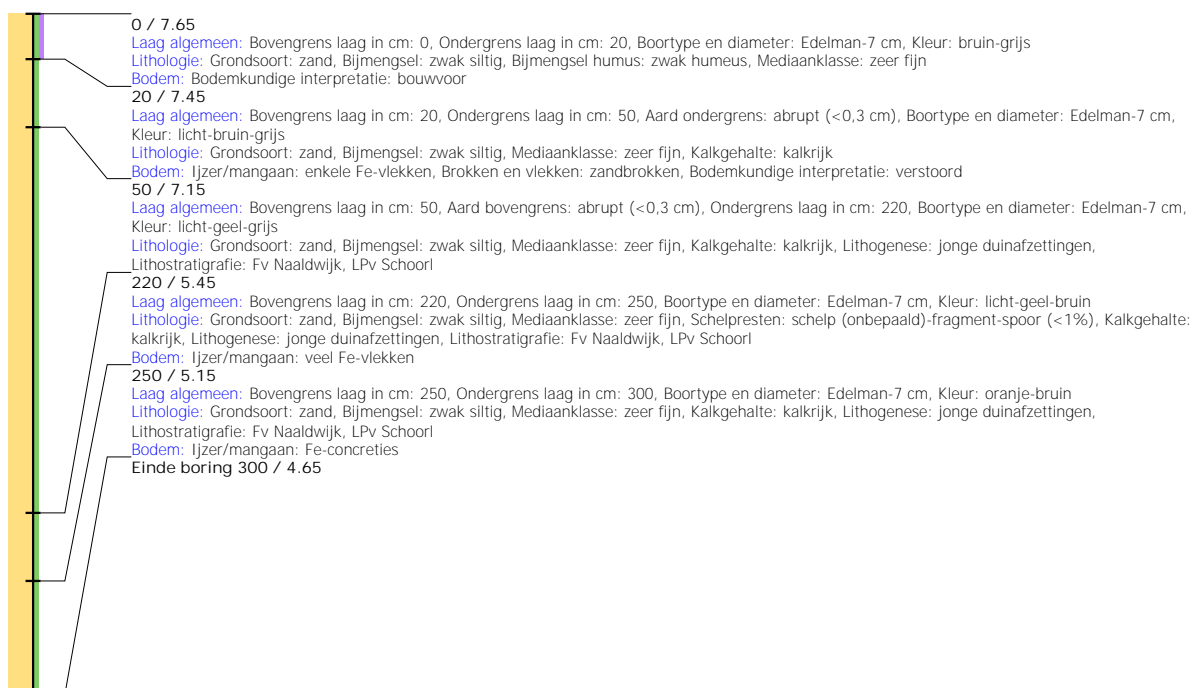 0 / 7.65
Laag algemeen: Bovengrens laag in cm: 0, Ondergrens laag in cm: 20, Boortype en diameter: Edelman-7 cm, Kleur: bruin-grijs
Lithologie: Grondsoort: zand, Bijmengsel: zwak siltig, Bijmengsel humus: zwak humeus, Mediaanklasse: zeer fijn
Bodem: Bodemkundige interpretatie: bouwvoor
20 / 7.45
Laag algemeen: Bovengrens laag in cm: 20, Ondergrens laag in cm: 50, Aard ondergrens: abrupt (<0,3 cm), Boortype en diameter: Edelman-7 cm,
Kleur: licht-bruin-grijs
Lithologie: Grondsoort: zand, Bijmengsel: zwak siltig, Mediaanklasse: zeer fijn, Kalkgehalte: kalkrijk
Bodem: Ijzer/mangaan: enkele Fe-vlekken, Brokken en vlekken: zandbrokken, Bodemkundige interpretatie: verstoord
50 / 7.15
Laag algemeen: Bovengrens laag in cm: 50, Aard bovengrens: abrupt (<0,3 cm), Ondergrens laag in cm: 220, Boortype en diameter: Edelman-7 cm,
Kleur: licht-geel-grijs
Lithologie: Grondsoort: zand, Bijmengsel: zwak siltig, Mediaanklasse: zeer fijn, Kalkgehalte: kalkrijk, Lithogenese: jonge duinafzettingen,
Lithostratigrafie: Fv Naaldwijk, LPv Schoorl
220 / 5.45
Laag algemeen: Bovengrens laag in cm: 220, Ondergrens laag in cm: 250, Boortype en diameter: Edelman-7 cm, Kleur: licht-geel-bruin
Lithologie: Grondsoort: zand, Bijmengsel: zwak siltig, Mediaanklasse: zeer fijn, Schelpresten: schelp (onbepaald)-fragment-spoor (<1%), Kalkgehalte:
kalkrijk, Lithogenese: jonge duinafzettingen, Lithostratigrafie: Fv Naaldwijk, LPv Schoorl
Bodem: Ijzer/mangaan: veel Fe-vlekken
250 / 5.15
Laag algemeen: Bovengrens laag in cm: 250, Ondergrens laag in cm: 300, Boortype en diameter: Edelman-7 cm, Kleur: oranje-bruin
Lithologie: Grondsoort: zand, Bijmengsel: zwak siltig, Mediaanklasse: zeer fijn, Kalkgehalte: kalkrijk, Lithogenese: jonge duinafzettingen,
Lithostratigrafie: Fv Naaldwijk, LPv Schoorl
Bodem: Ijzer/mangaan: Fe-concreties
Einde boring 300 / 4.65